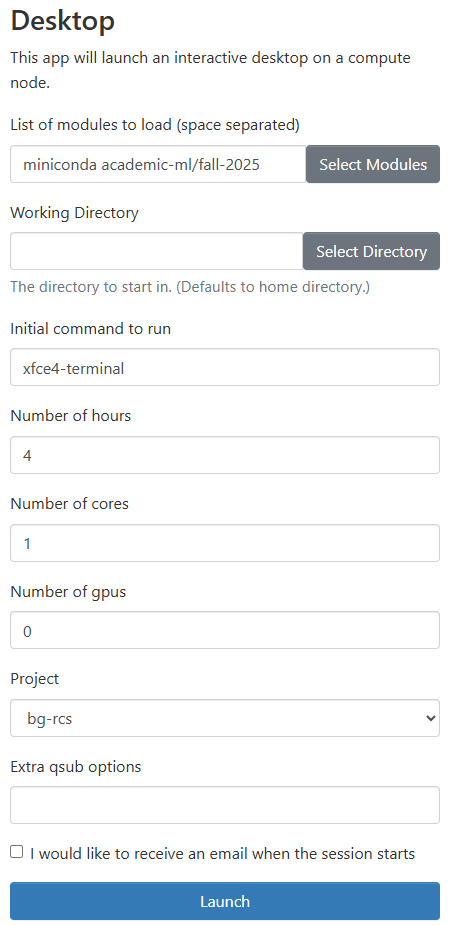 Desktop
This app will launch an interactive desktop on a compute
node.
List of modules to load (space separated)
miniconda academic-ml/fall-2025
Select Modules
Working Directory
Select Directory
The directory to start in. (Defaults to home directory.)
Initial command to run
xfce4-terminal
Number of hours
4
Number of cores
1
Number of gpus
0
Project
bg-rcs
Extra qsub options
I would like to receive an email when the session starts
Launch